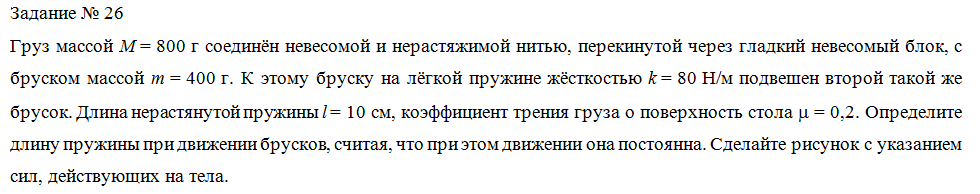 Задание № 26
Груз массой M = 800 г соединён невесомой и нерастяжимой нитью, перекинутой через гладкий невесомый блок, с
бруском массой m = 400 г. К этому бруску на лёгкой пружине жёсткостью k = 80 Н/м подвешен второй такой же
брусок. Длина нерастянутой пружины l = 10 см, коэффициент трения груза о поверхность стола μ = 0,2. Определите
длину пружины при движении брусков, считая, что при этом движении она постоянна. Сделайте рисунок с указанием
сил, действующих на тела.